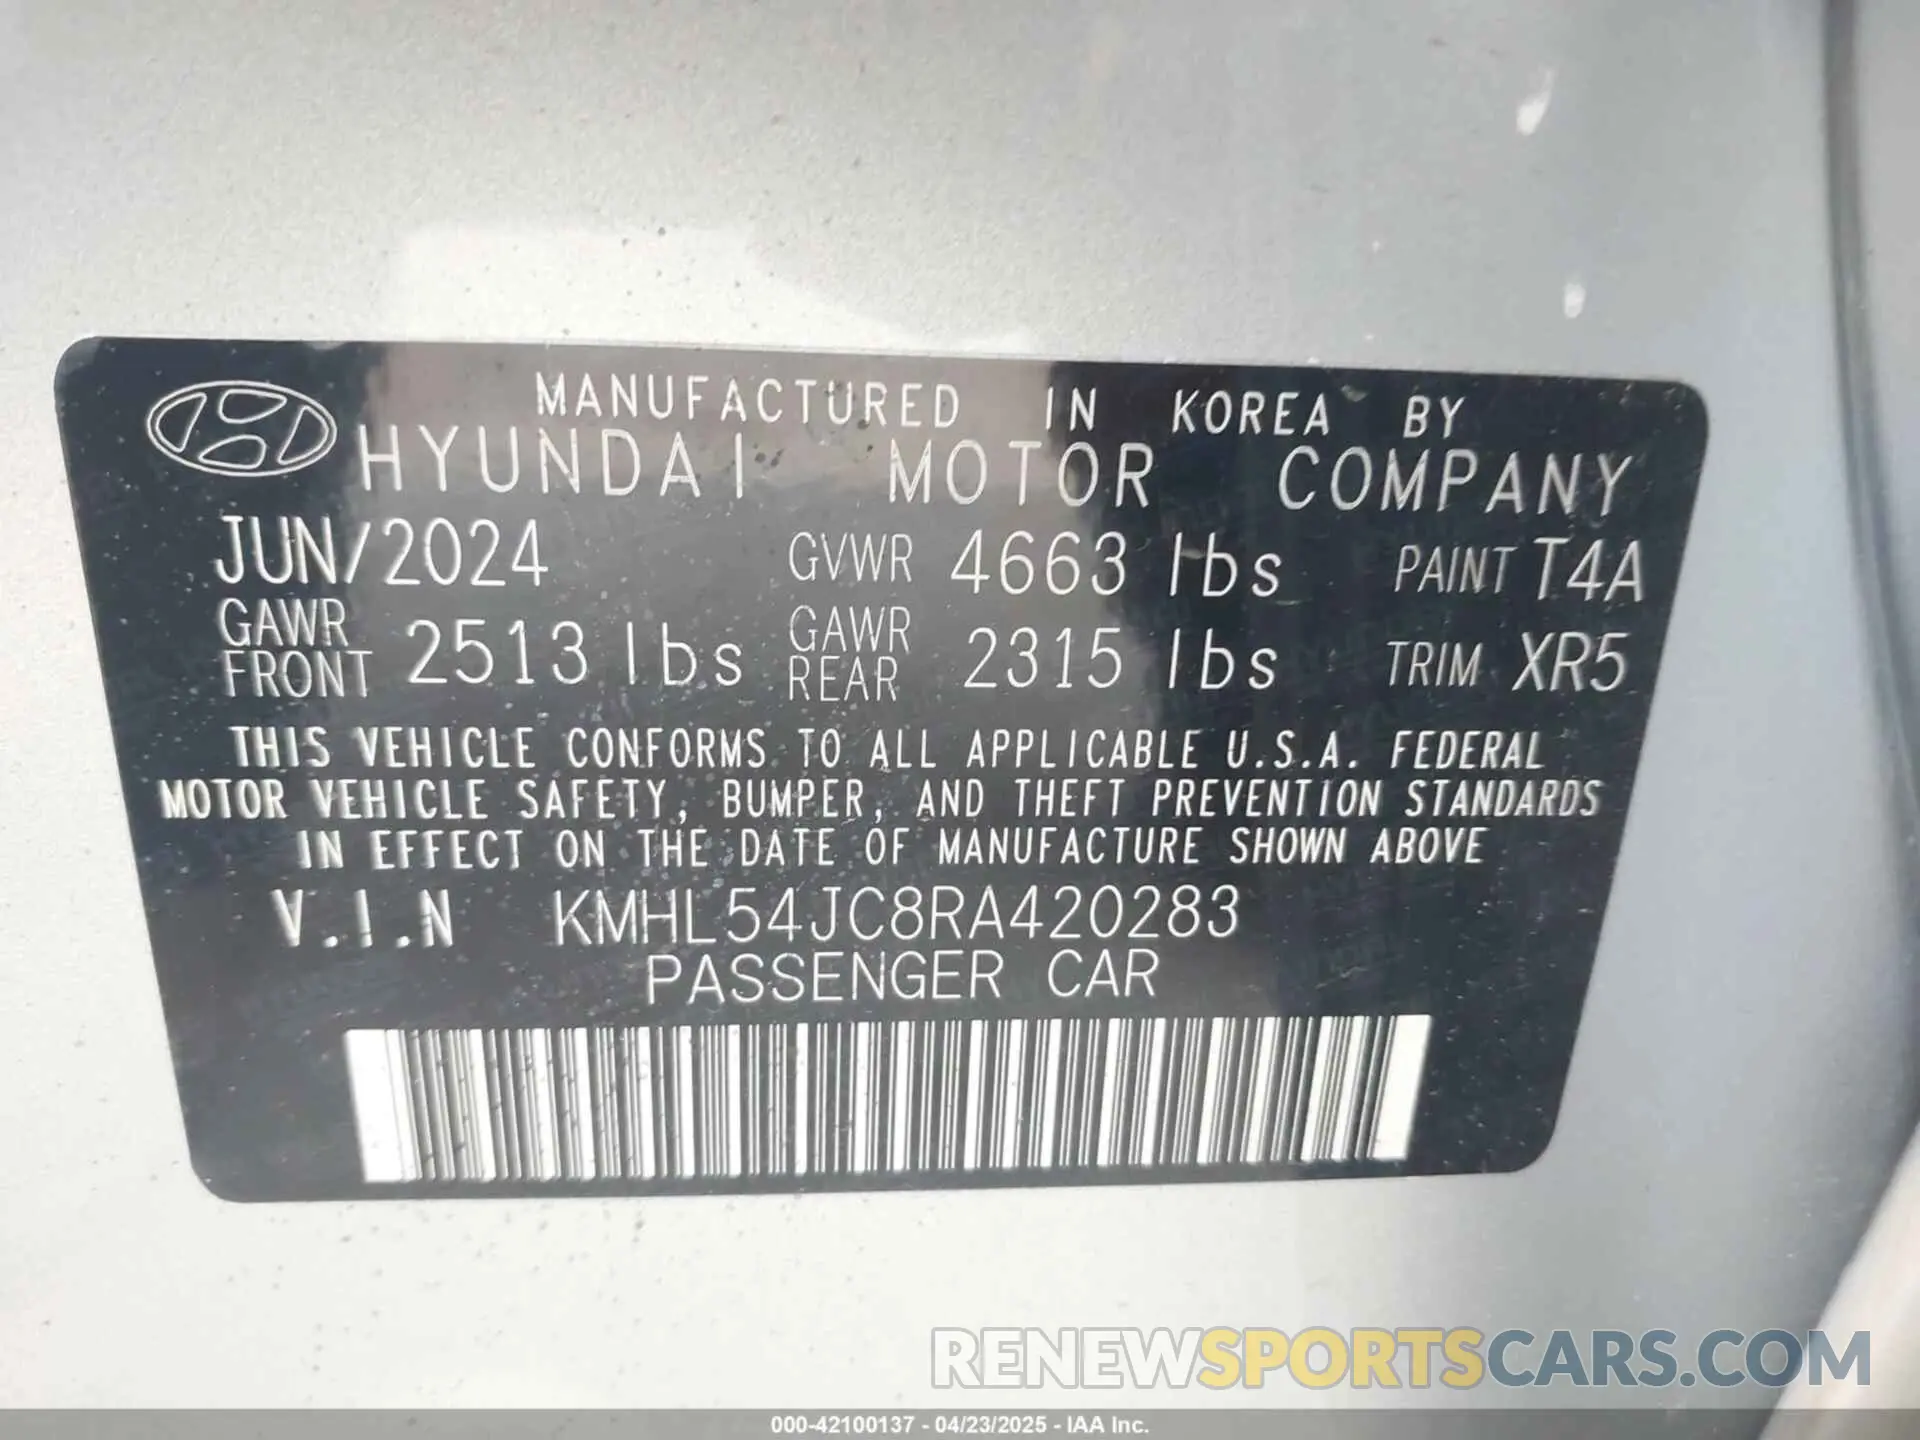 MANUFACTURED IN KOREA BY
HYUNDAI MOTOR COMPANY
JUN/2024 GVWR 4663 lbs PAINT T4A
GAWR FRONT 2513 lbs GAWR REAR 2315 lbs TRIM XR5
THIS VEHICLE CONFORMS TO ALL APPLICABLE U.S.A. FEDERAL
MOTOR VEHICLE SAFETY, BUMPER, AND THEFT PREVENTION STANDARDS
IN EFFECT ON THE DATE OF MANUFACTURE SHOWN ABOVE
V.I.N KMHL54JC8RA420283
PASSENGER CAR
RENEWSPORTSCARS.COM
000-42100137 - 04/23/2025 - IAA Inc.